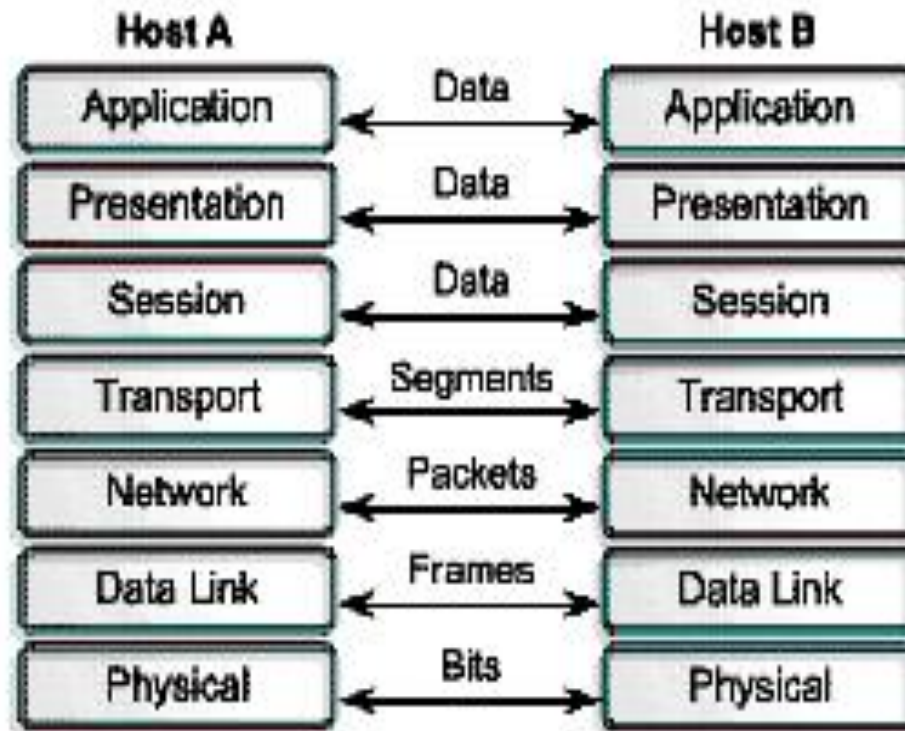 Host A Host B
Application Data Application
Presentation Data Presentation
Session Data Session
Transport Segments Transport
Network Packets Network
Data Link Frames Data Link
Physical Bits Physical